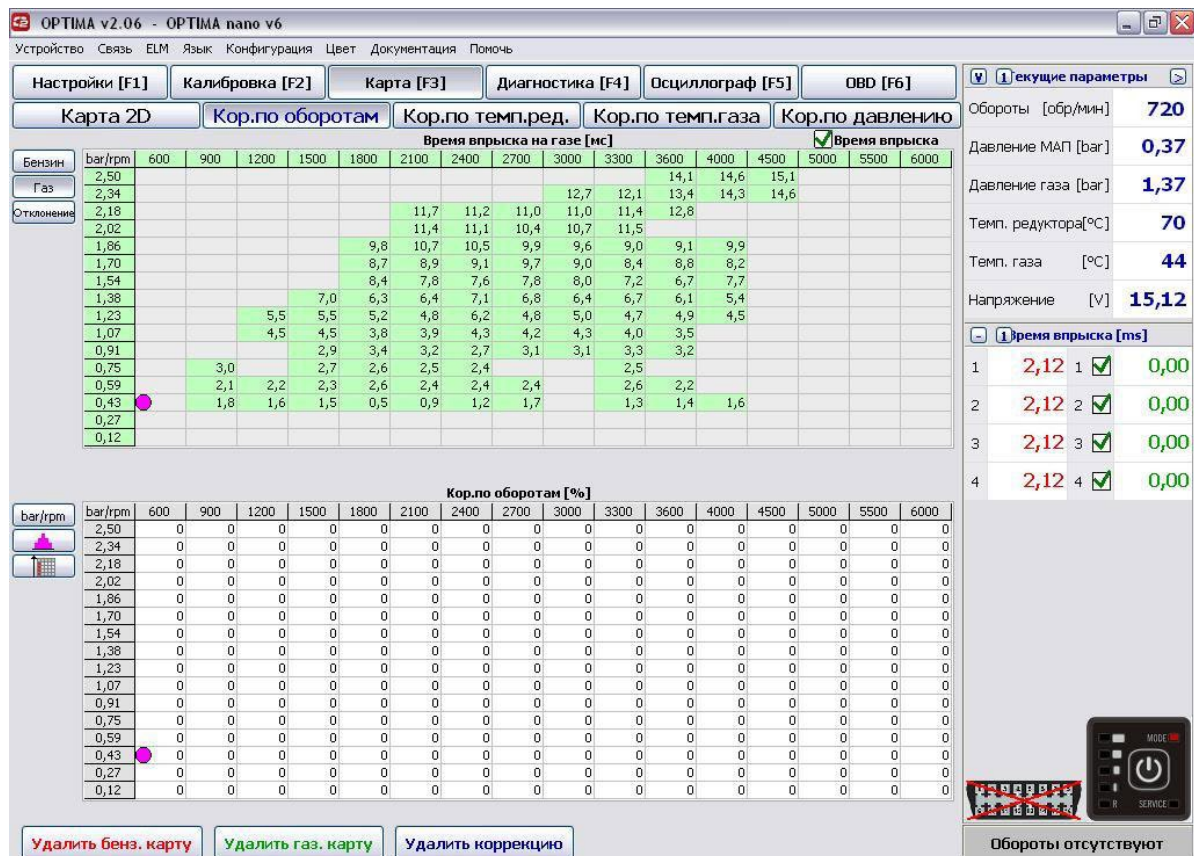 OPTIMA v2.06 - OPTIMA nano v6
Устройство Связь ELM Язык Конфигурация Цвет Документация Помочь
Настройки [F1] Калибровка [F2] Карта [F3] Диагностика [F4] Осциллограф [F5] OBD [F6]
Карта 2D Кор.по оборотам Кор.по темп.ред. Кор.по темп.газа Кор.по давлению
Время впрыска на газе [мс] Время впрыска
Бензин
Газ
Отклонение
bar/rpm 600 900 1200 1500 1800 2100 2400 2700 3000 3300 3600 4000 4500 5000 5500 6000
2,50 14,1 14,6 15,1
2,34 12,7 12,1 13,4 14,3 14,6
2,18 11,7 11,2 11,0 11,0 11,4 12,8
2,02 11,4 11,1 10,4 10,7 11,5
1,86 9,8 10,7 10,5 9,9 9,6 9,0 9,1 9,9
1,70 8,7 8,9 9,1 9,7 9,0 8,4 8,8 8,2
1,54 8,4 7,8 7,6 7,8 8,0 7,2 6,7 7,7
1,38 7,0 6,3 6,4 7,1 6,8 6,4 6,7 6,1 5,4
1,23 5,5 5,5 5,2 4,8 6,2 4,8 5,0 4,7 4,9 4,5
1,07 4,5 4,5 3,8 3,9 4,3 4,2 4,3 4,0 3,5
0,91 2,9 3,4 3,2 2,7 3,1 3,1 3,3 3,2
0,75 3,0 2,7 2,6 2,5 2,4 2,5
0,59 2,1 2,2 2,3 2,6 2,4 2,4 2,4 2,6 2,2
0,43 1,8 1,6 1,5 0,5 0,9 1,2 1,7 1,3 1,4 1,6
0,27
0,12
Кор.по оборотам [%]
bar/rpm
bar/rpm 600 900 1200 1500 1800 2100 2400 2700 3000 3300 3600 4000 4500 5000 5500 6000
2,50 0 0 0 0 0 0 0 0 0 0 0 0 0 0 0 0
2,34 0 0 0 0 0 0 0 0 0 0 0 0 0 0 0 0
2,18 0 0 0 0 0 0 0 0 0 0 0 0 0 0 0 0
2,02 0 0 0 0 0 0 0 0 0 0 0 0 0 0 0 0
1,86 0 0 0 0 0 0 0 0 0 0 0 0 0 0 0 0
1,70 0 0 0 0 0 0 0 0 0 0 0 0 0 0 0 0
1,54 0 0 0 0 0 0 0 0 0 0 0 0 0 0 0 0
1,38 0 0 0 0 0 0 0 0 0 0 0 0 0 0 0 0
1,23 0 0 0 0 0 0 0 0 0 0 0 0 0 0 0 0
1,07 0 0 0 0 0 0 0 0 0 0 0 0 0 0 0 0
0,91 0 0 0 0 0 0 0 0 0 0 0 0 0 0 0 0
0,75 0 0 0 0 0 0 0 0 0 0 0 0 0 0 0 0
0,59 0 0 0 0 0 0 0 0 0 0 0 0 0 0 0 0
0,43 0 0 0 0 0 0 0 0 0 0 0 0 0 0 0 0
0,27 0 0 0 0 0 0 0 0 0 0 0 0 0 0 0 0
0,12 0 0 0 0 0 0 0 0 0 0 0 0 0 0 0 0
Удалить бенз. карту Удалить газ. карту Удалить коррекцию
V 1 екущие параметры >
Обороты [обр/мин] 720
Давление МАП [bar] 0,37
Давление газа [bar] 1,37
Темп. редуктора[ºC] 70
Темп. газа [ºC] 44
Напряжение [V] 15,12
- 1 Время впрыска [ms]
1 2,12 1 0,00
2 2,12 2 0,00
3 2,12 3 0,00
4 2,12 4 0,00
MODE
R SERVICE
Обороты отсутствуют